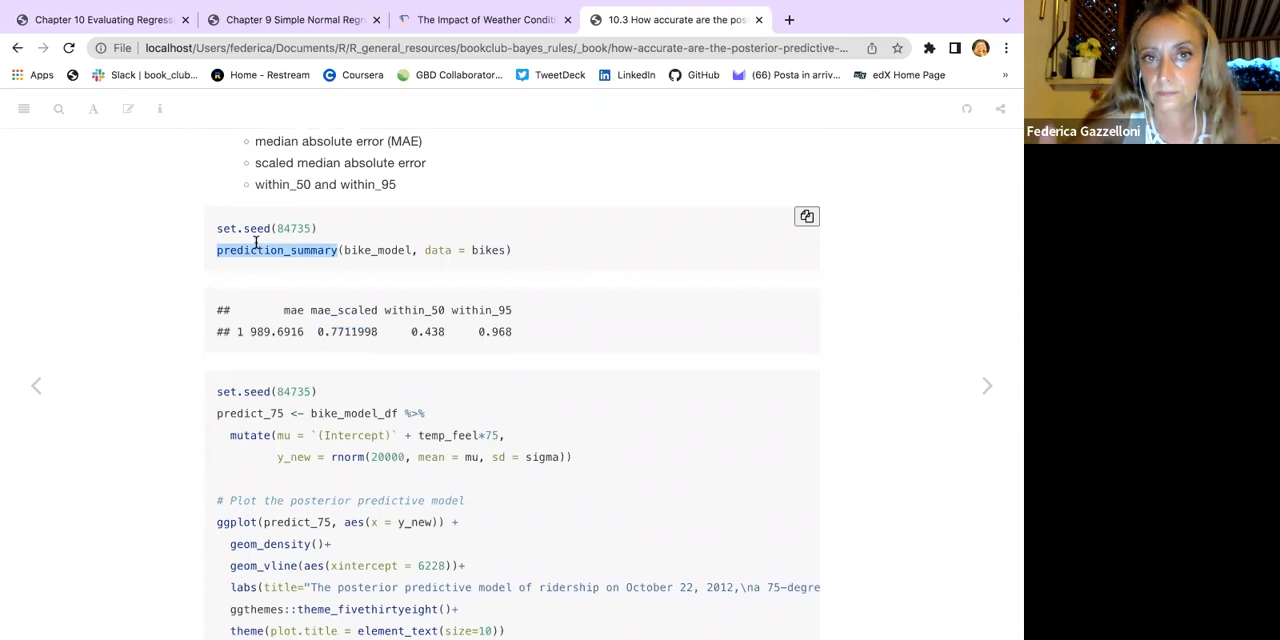 Chapter 10 Evaluating Regress
Chapter 9 Simple Normal Regr
The Impact of Weather Conditi
10.3 How accurate are the pos
File
localhost/Users/federica/Documents/R/R_general_resources/bookclub-bayes_rules/_book/how-accurate-are-the-posterior-predictive-...
Apps
Slack | book_club...
Home - Restream
Coursera
GBD Collaborator...
TweetDeck
LinkedIn
GitHub
(66) Posta in arriv...
edX Home Page
»
Federica Gazzelloni
median absolute error (MAE)
scaled median absolute error
within_50 and within_95
set.seed(84735)
prediction_summary(bike_model, data = bikes)
## mae mae_scaled within_50 within_95
## 1 989.6916 0.7711998 0.438 0.968
set.seed(84735)
predict_75 <- bike_model_df %>%
mutate(mu = `(Intercept)` + temp_feel*75,
y_new = rnorm(20000, mean = mu, sd = sigma))
# Plot the posterior predictive model
ggplot(predict_75, aes(x = y_new)) +
geom_density()+
geom_vline(aes(xintercept = 6228))+
labs(title="The posterior predictive model of ridership on October 22, 2012,\na 75-degre
ggthemes::theme_fivethirtyeight()+
theme(plot.title = element_text(size=10))